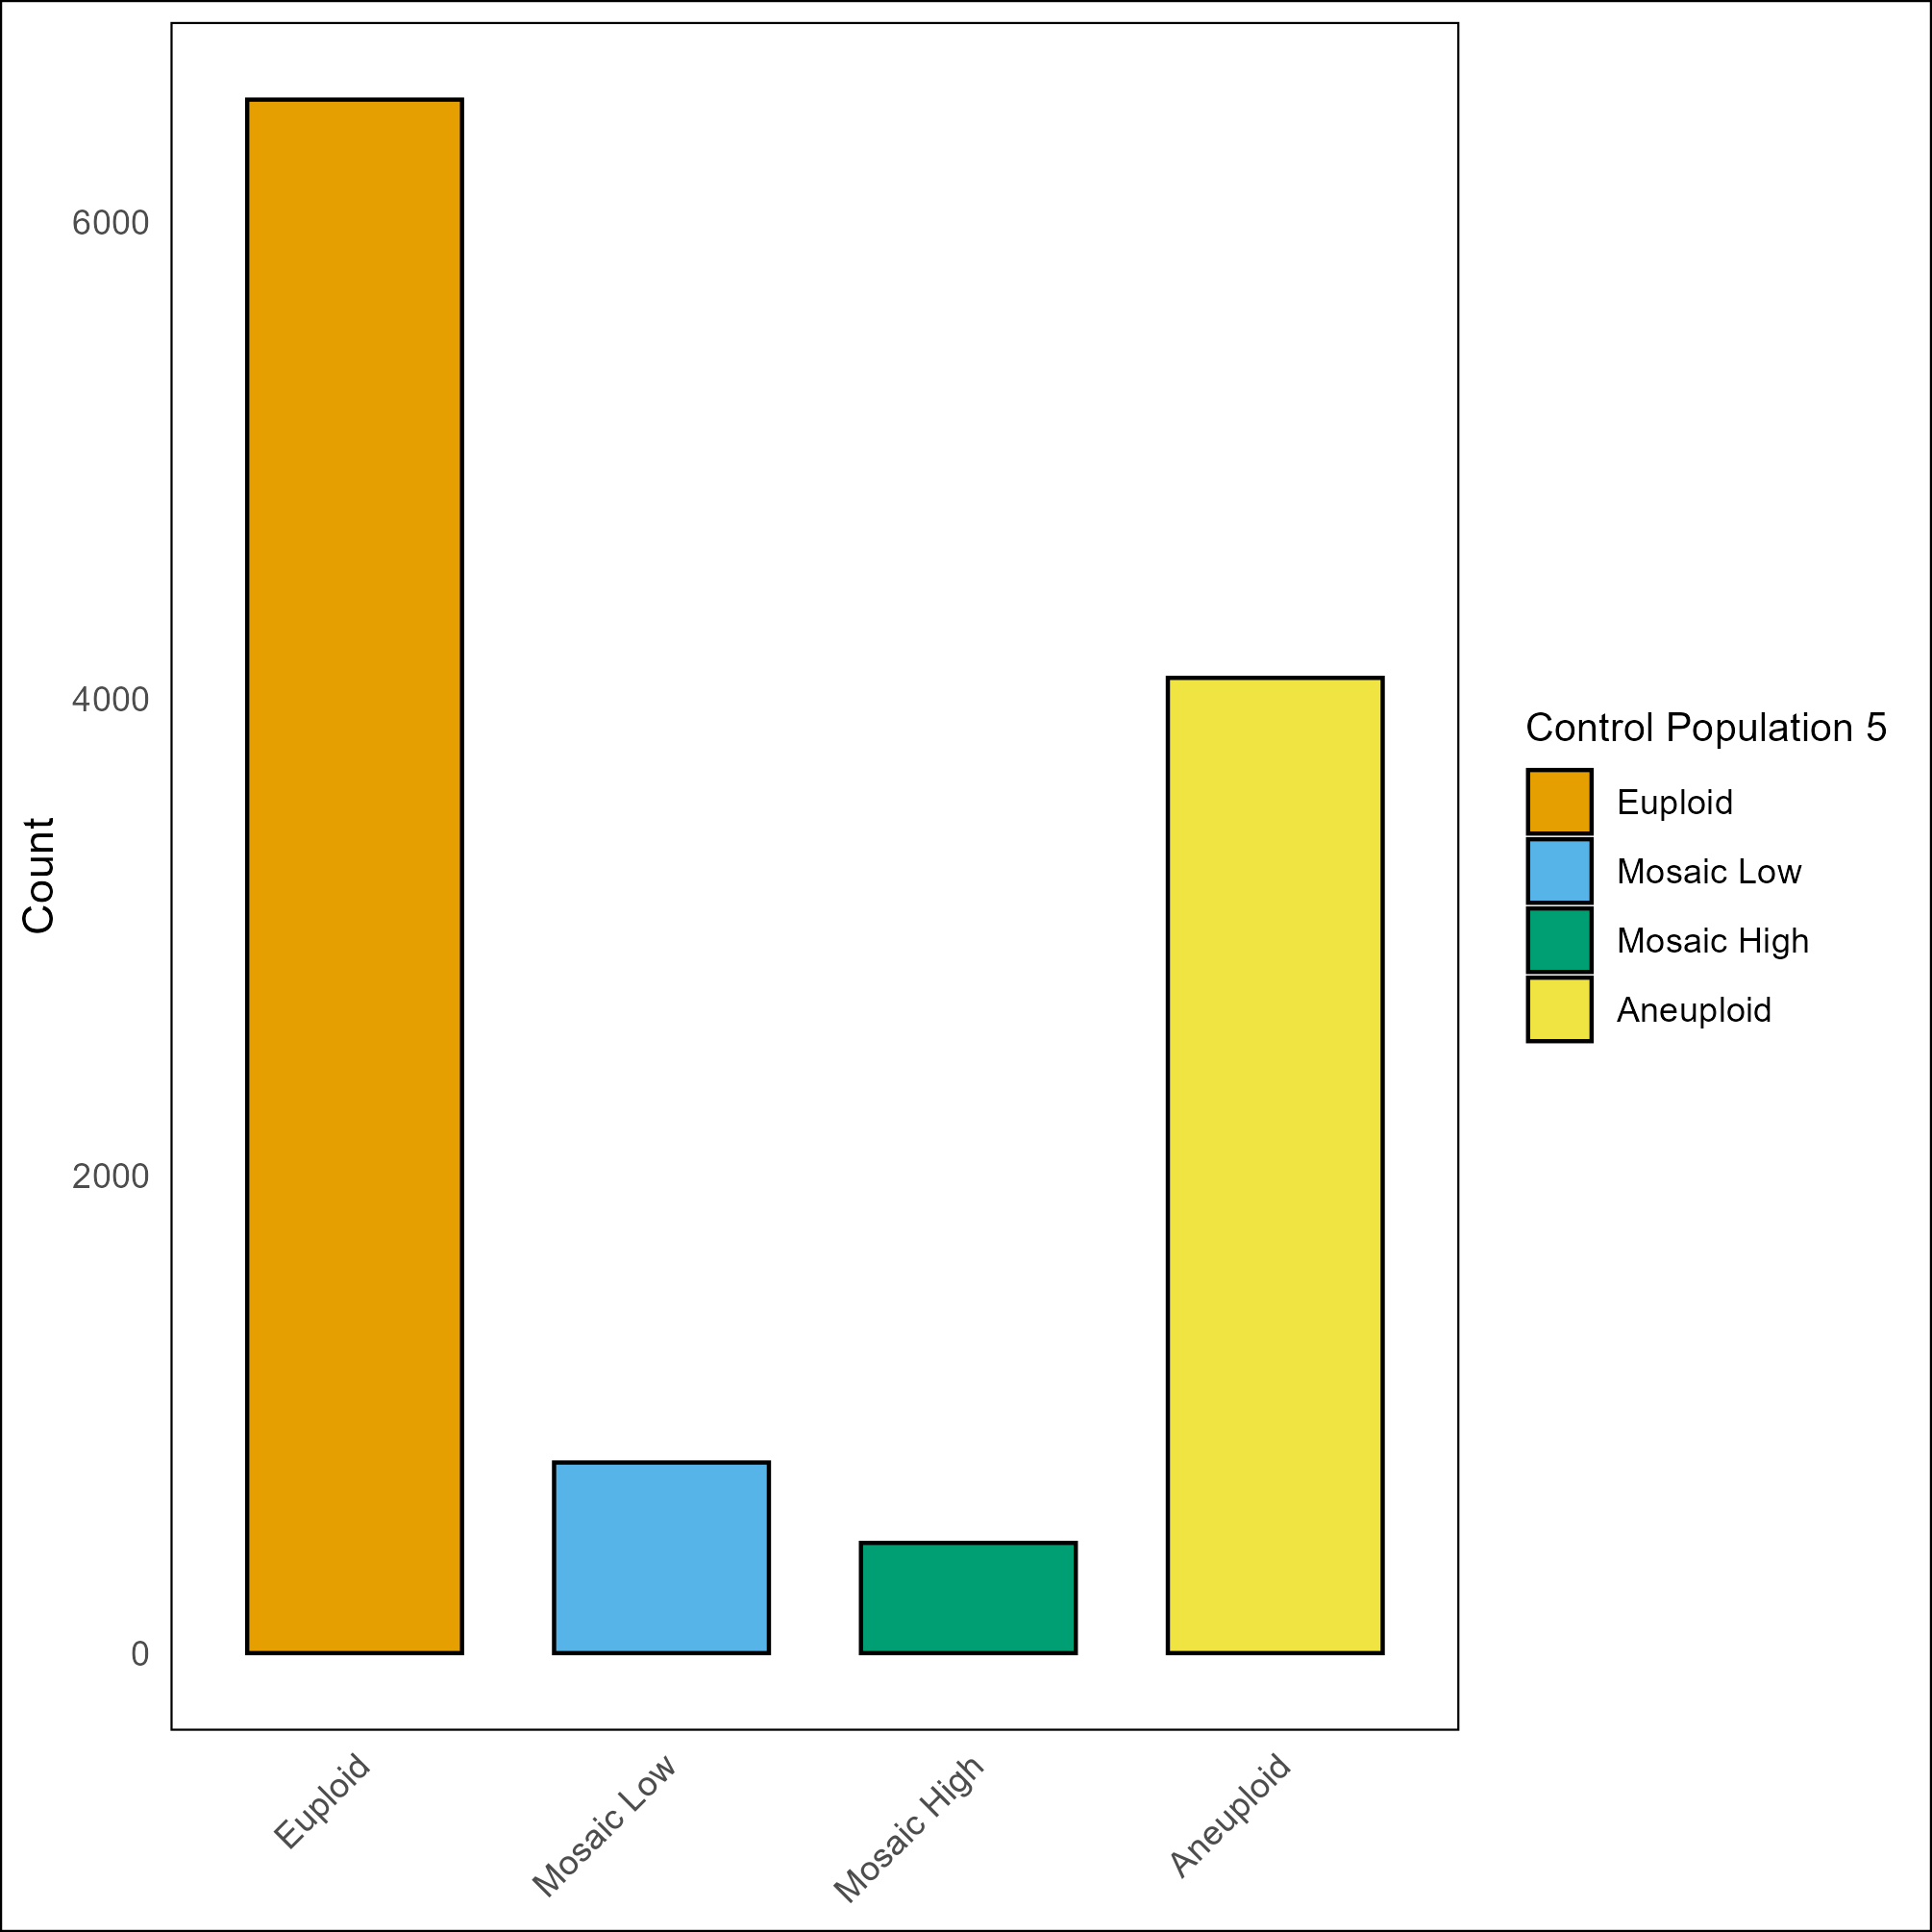 6000
4000
2000
0
Count
Euploid
Mosaic Low
Mosaic High
Aneuploid
Control Population 5
Euploid
Mosaic Low
Mosaic High
Aneuploid